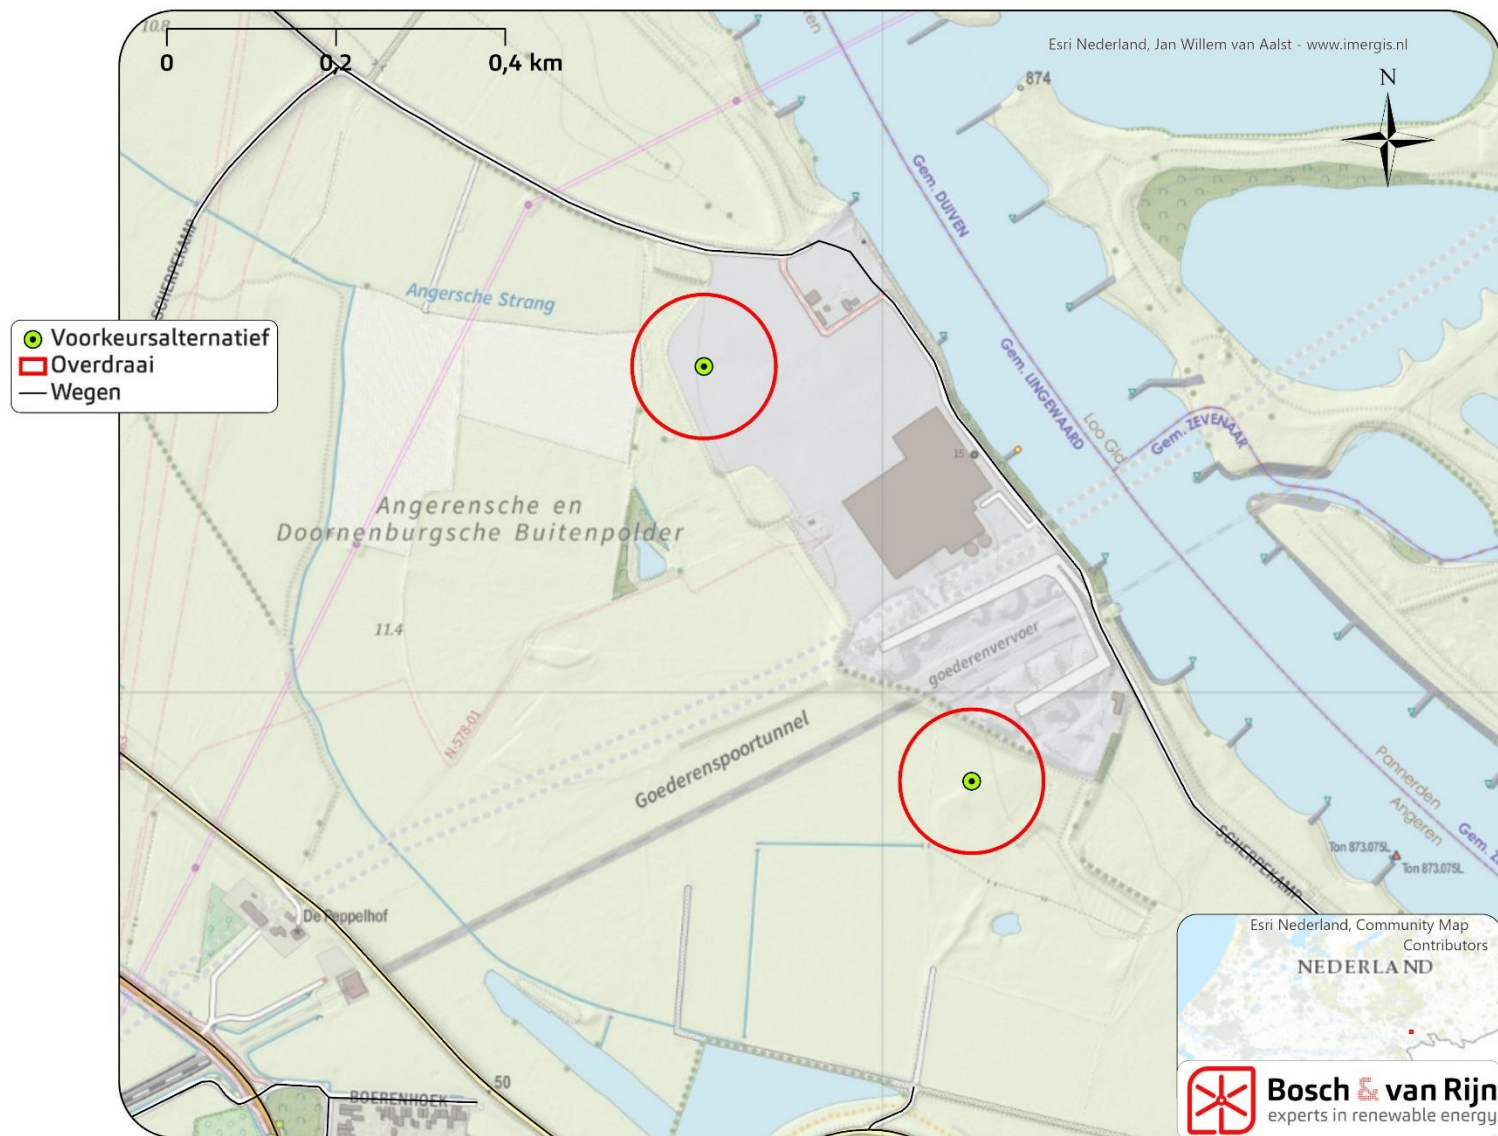 10.8
0
0,2
0,4 km
Esri Nederland, Jan Willem van Aalst - www.imergis.nl
874
N
Gem. DUIVEN
SCHERPEKAMP
Angersche Strang
Voorkeursalternatief
Overdraai
Wegen
Gem. LINGEWAARD
Loo Gld
Gem. ZEVENAAR
15
Angerensche en
Doornenburgsche Buitenpolder
11.4
goederenvervoer
N-578-01
Goederenspoortunnel
Pannerden
Angeren
SCHERPEKAMP
Ton 873.075L
Ton 873.075L
De Peppelhof
50
BOERENHOEK
Esri Nederland, Community Map
Contributors
NEDERLAND
Bosch & van Rijn
experts in renewable energy